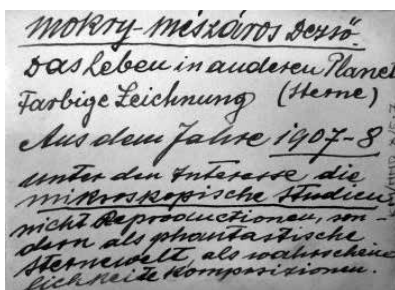 Mokry-Mészáros Dezső.
Das Leben in anderen Planet
Farbige Zeichnung (Sterne)
Aus dem Jahre 1907-8
unter den Interesse die
mikroskopische Studien
nicht Reproductionen, son-
dern als phantastische
Sternewelt, als wahrschein
lichkeite Komposizionen.